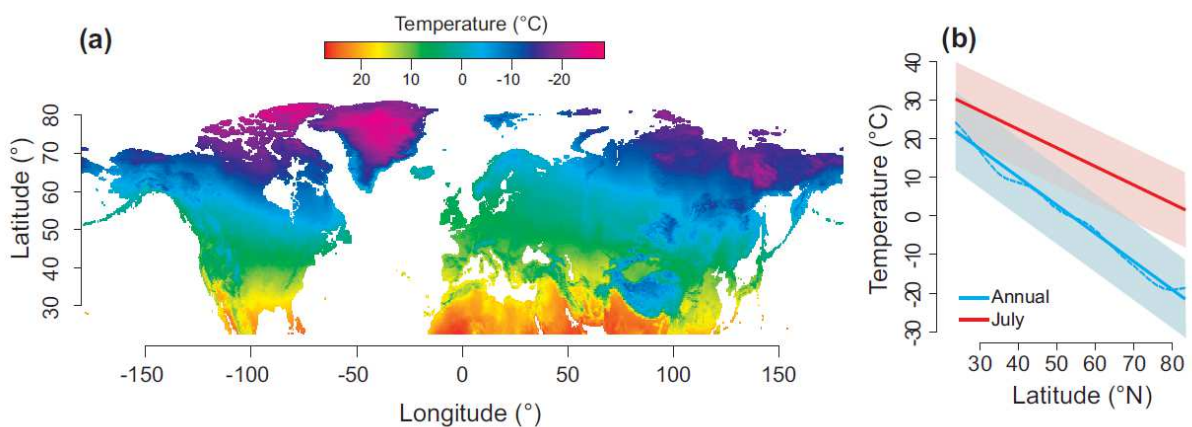 (a)
Temperature (°C)
20 10 0 -10 -20
Latitude (°)
80
70
60
50
40
30
-150 -100 -50 0 50 100 150
Longitude (°)
(b)
Temperature (°C)
40
30
20
10
0
-10
-20
-30
Annual
July
30 40 50 60 70 80
Latitude (°N)